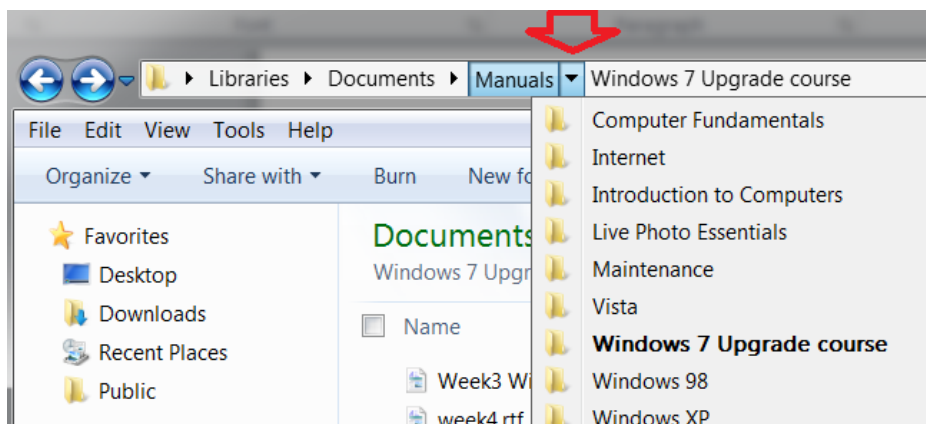 Libraries Documents Manuals Windows 7 Upgrade course
File Edit View Tools Help
Organize Share with Burn New fo
Favorites
Desktop
Downloads
Recent Places
Public
Documents
Windows 7 Upgr
Name
Week3 Wi
week4 rtf
Computer Fundamentals
Internet
Introduction to Computers
Live Photo Essentials
Maintenance
Vista
Windows 7 Upgrade course
Windows 98
Windows XP